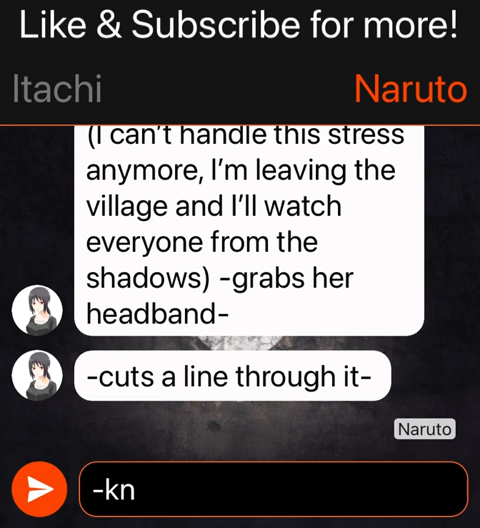 Like & Subscribe for more!
Itachi Naruto
(I can't handle this stress
anymore, I'm leaving the
village and I'll watch
everyone from the
shadows) -grabs her
headband-
-cuts a line through it-
Naruto
-kn